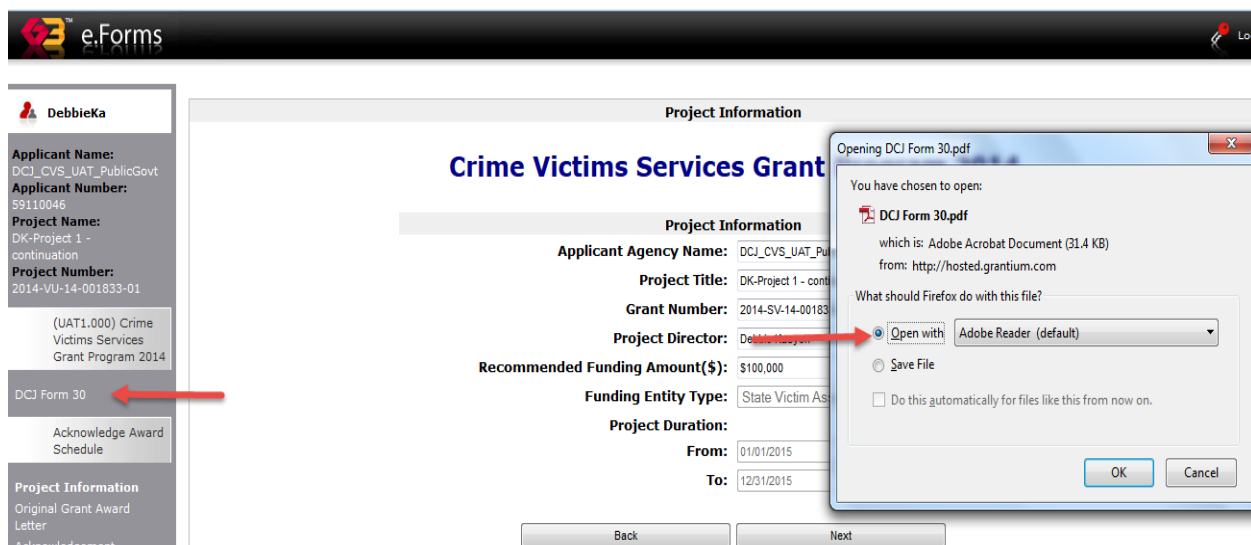 G3™ e.Forms
DebbieKa
Applicant Name:
DCJ_CVS_UAT_PublicGovt
Applicant Number:
59110046
Project Name:
DK-Project 1 -
continuation
Project Number:
2014-VU-14-001833-01
(UAT1.000) Crime
Victims Services
Grant Program 2014
DCJ Form 30
Acknowledge Award
Schedule
Project Information
Original Grant Award
Letter
Project Information
Crime Victims Services Grant
Project Information
Applicant Agency Name: DCJ_CVS_UAT_Pu
Project Title: DK-Project 1 - conti
Grant Number: 2014-SV-14-00183
Project Director:
Recommended Funding Amount($): $100,000
Funding Entity Type: State Victim As
Project Duration:
From: 01/01/2015
To: 12/31/2015
Back Next
Opening DCJ Form 30.pdf
You have chosen to open:
DCJ Form 30.pdf
which is: Adobe Acrobat Document (31.4 KB)
from: http://hosted.grantium.com
What should Firefox do with this file?
Open with Adobe Reader (default)
Save File
Do this automatically for files like this from now on.
OK Cancel